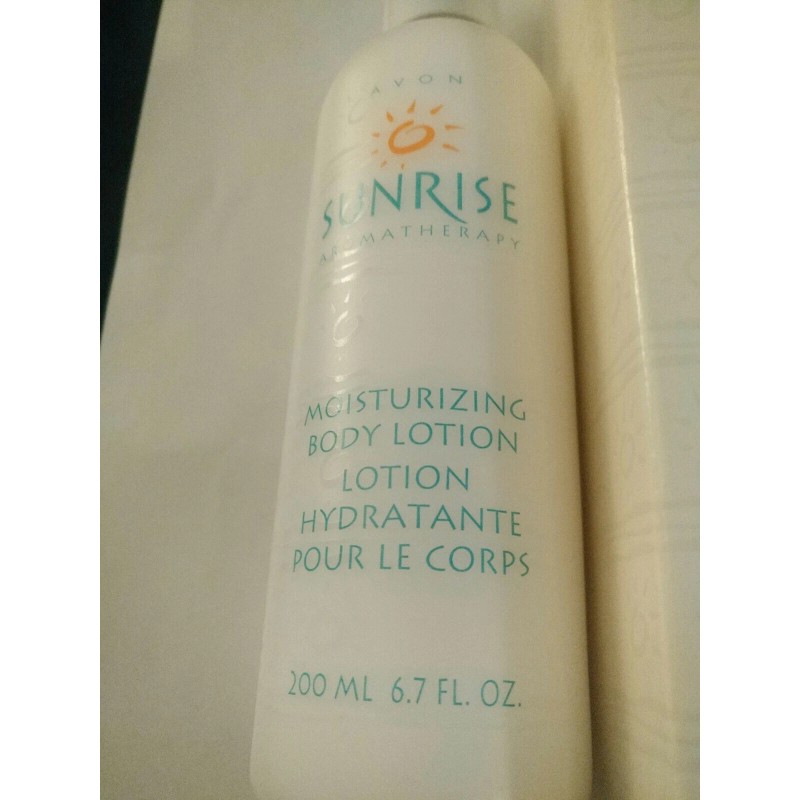 AVON
SUNRISE
AROMATHERAPY
MOISTURIZING
BODY LOTION
LOTION
HYDRATANTE
POUR LE CORPS
200 ML 6.7 FL. OZ.